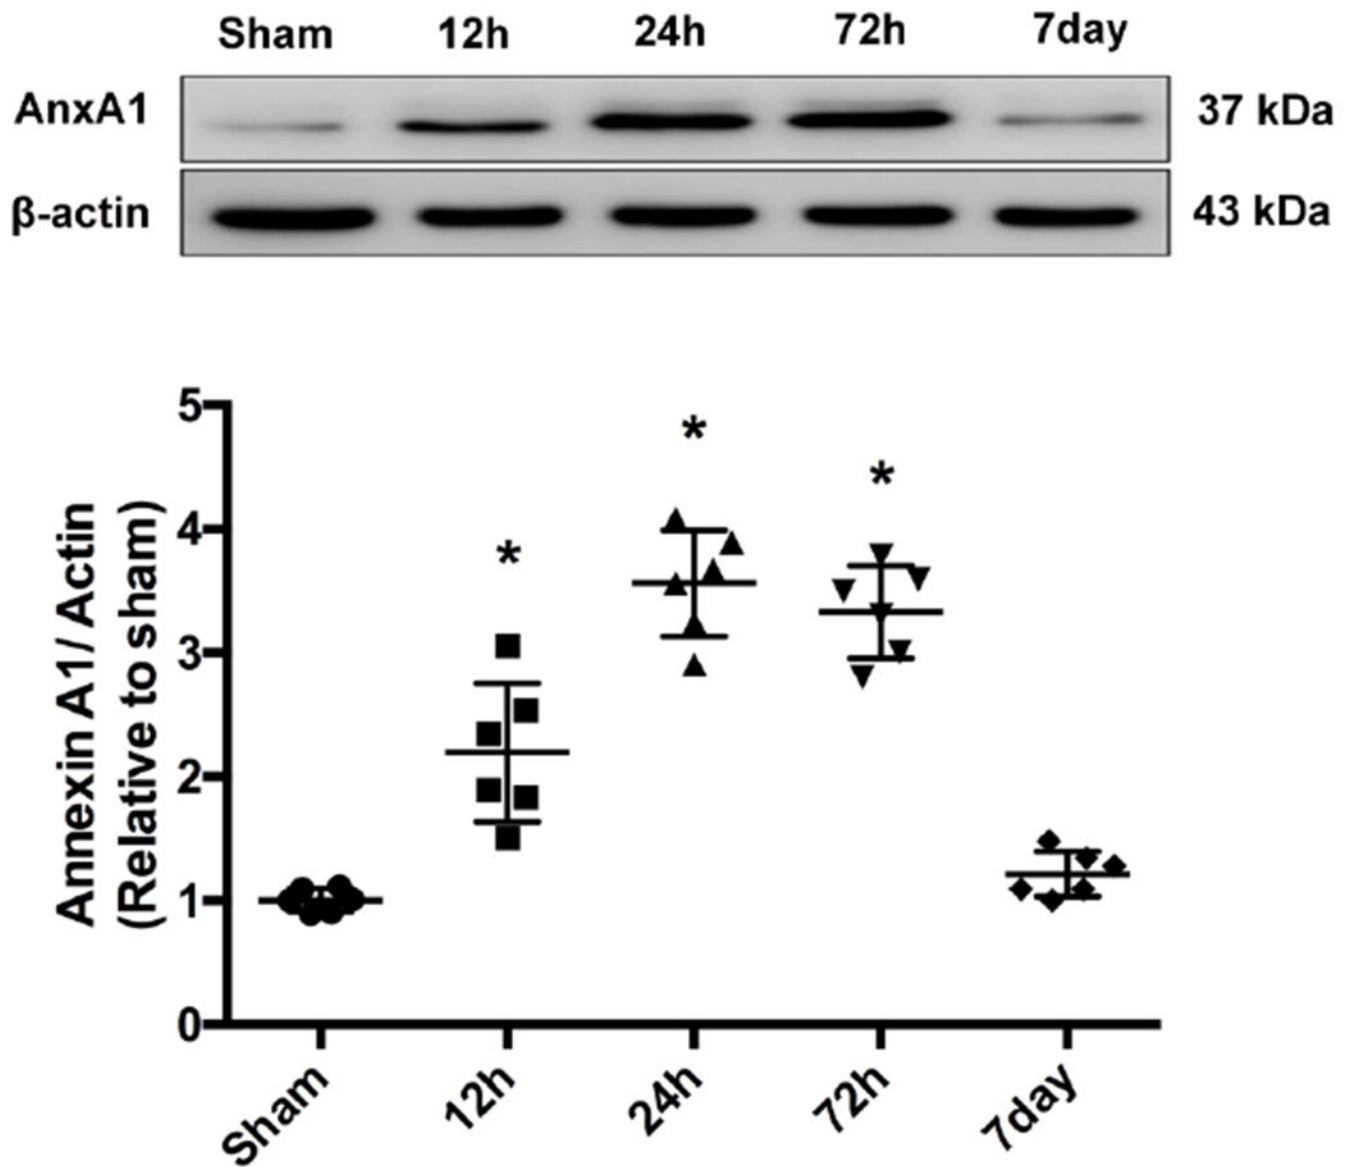 Sham 12h 24h 72h 7day
AnxA1 37 kDa
β-actin 43 kDa
Annexin A1/ Actin
(Relative to sham)
5
4
3
2
1
0
*
*
*
Sham 12h 24h 72h 7day